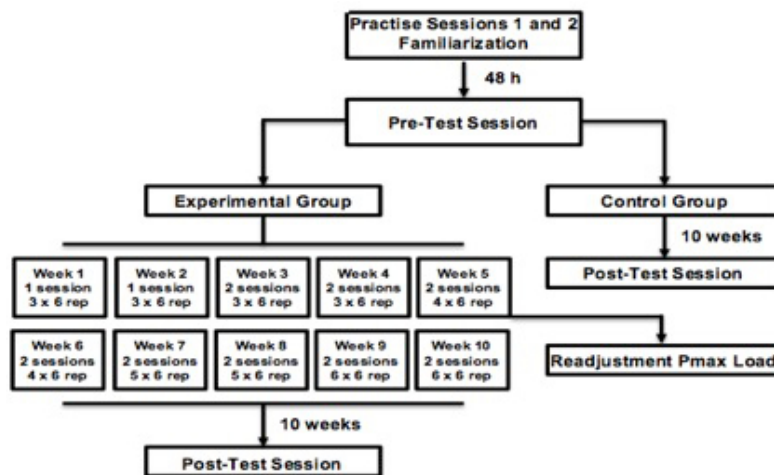 Practise Sessions 1 and 2
Familiarization
48 h
Pre-Test Session
Experimental Group
Control Group
10 weeks
Post-Test Session
Week 1
1 session
3 x 6 rep
Week 2
1 session
3 x 6 rep
Week 3
2 sessions
3 x 6 rep
Week 4
2 sessions
3 x 6 rep
Week 5
2 sessions
4 x 6 rep
Readjustment Pmax Load
Week 6
2 sessions
4 x 6 rep
Week 7
2 sessions
5 x 6 rep
Week 8
2 sessions
5 x 6 rep
Week 9
2 sessions
6 x 6 rep
Week 10
2 sessions
6 x 6 rep
10 weeks
Post-Test Session